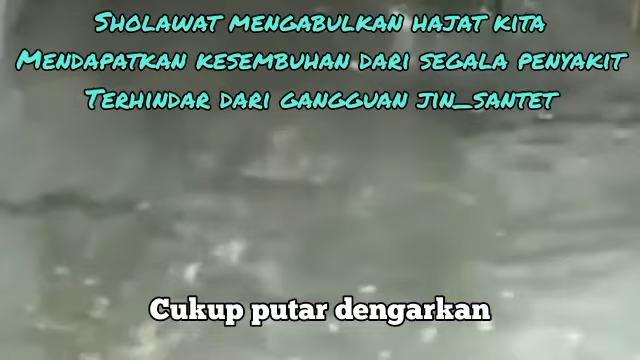 Sholawat mengabulkan hajat kita
Mendapatkan kesembuhan dari segala penyakit
Terhindar dari gangguan jin_santet
Cukup putar dengarkan